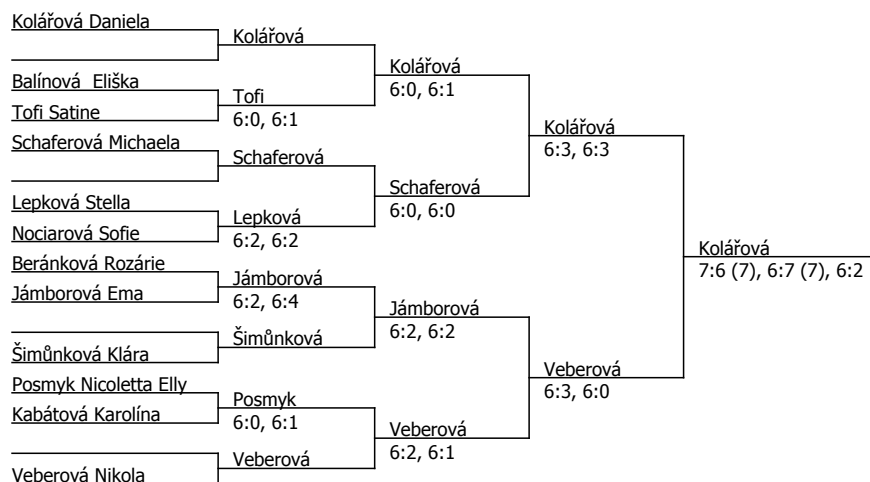 Kolářová Daniela
Balínová Eliška
Tofi Satine
Schaferová Michaela
Lepková Stella
Nociarová Sofie
Beránková Rozárie
Jámborová Ema
Šimůnková Klára
Posmyk Nicoletta Elly
Kabátová Karolína
Veberová Nikola
Kolářová
Tofi
6:0, 6:1
Schaferová
Lepková
6:2, 6:2
Jámborová
6:2, 6:4
Šimůnková
Posmyk
6:0, 6:1
Veberová
Kolářová
6:0, 6:1
Schaferová
6:0, 6:0
Jámborová
6:2, 6:2
Veberová
6:2, 6:1
Kolářová
6:3, 6:3
Veberová
6:3, 6:0
Kolářová
7:6 (7), 6:7 (7), 6:2